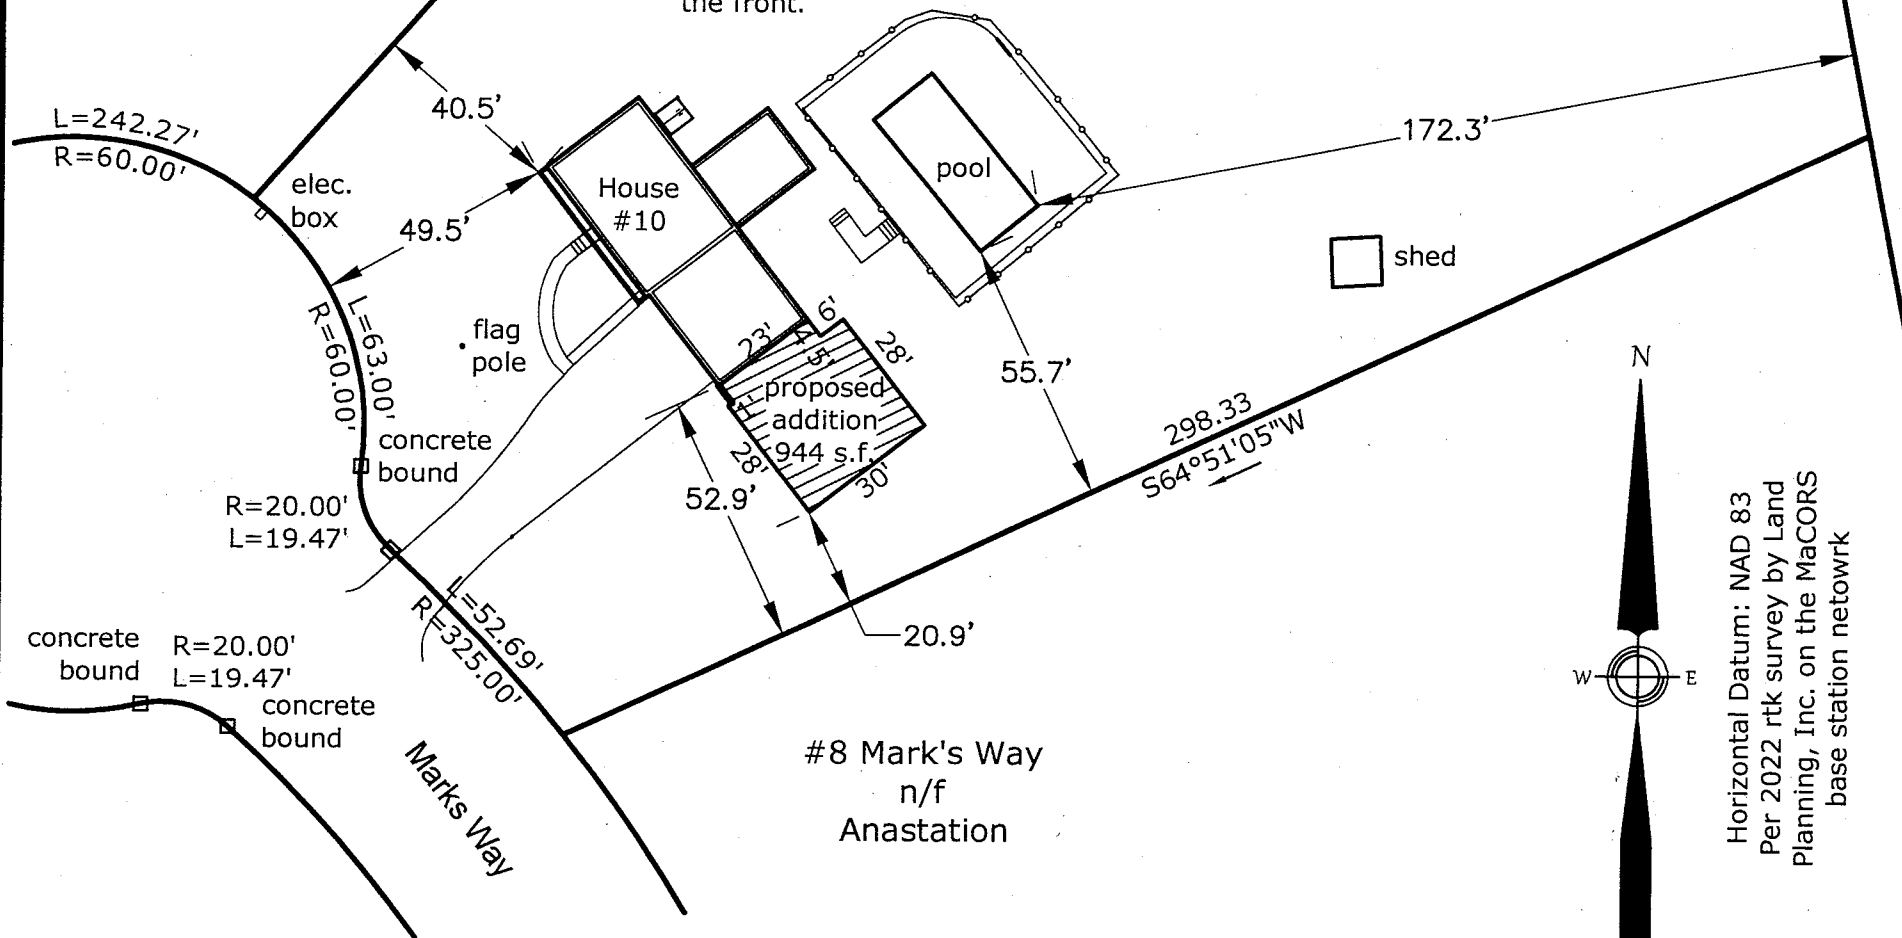 the front.
40.5'
L=242.27'
R=60.00'
elec.
box
49.5'
House
#10
pool
172.3'
shed
flag
pole
L=63.00'
R=60.00'
6'
23'
4.5'
28'
proposed
addition
944 s.f.
1'
28'
30'
55.7'
52.9'
298.33
S64°51'05"W
concrete
bound
R=20.00'
L=19.47'
L=52.69'
R=325.00'
20.9'
concrete
bound
R=20.00'
L=19.47'
concrete
bound
Marks Way
#8 Mark's Way
n/f
Anastation
N
W
E
Horizontal Datum: NAD 83
Per 2022 rtk survey by Land
Planning, Inc. on the MaCORS
base station netowrk